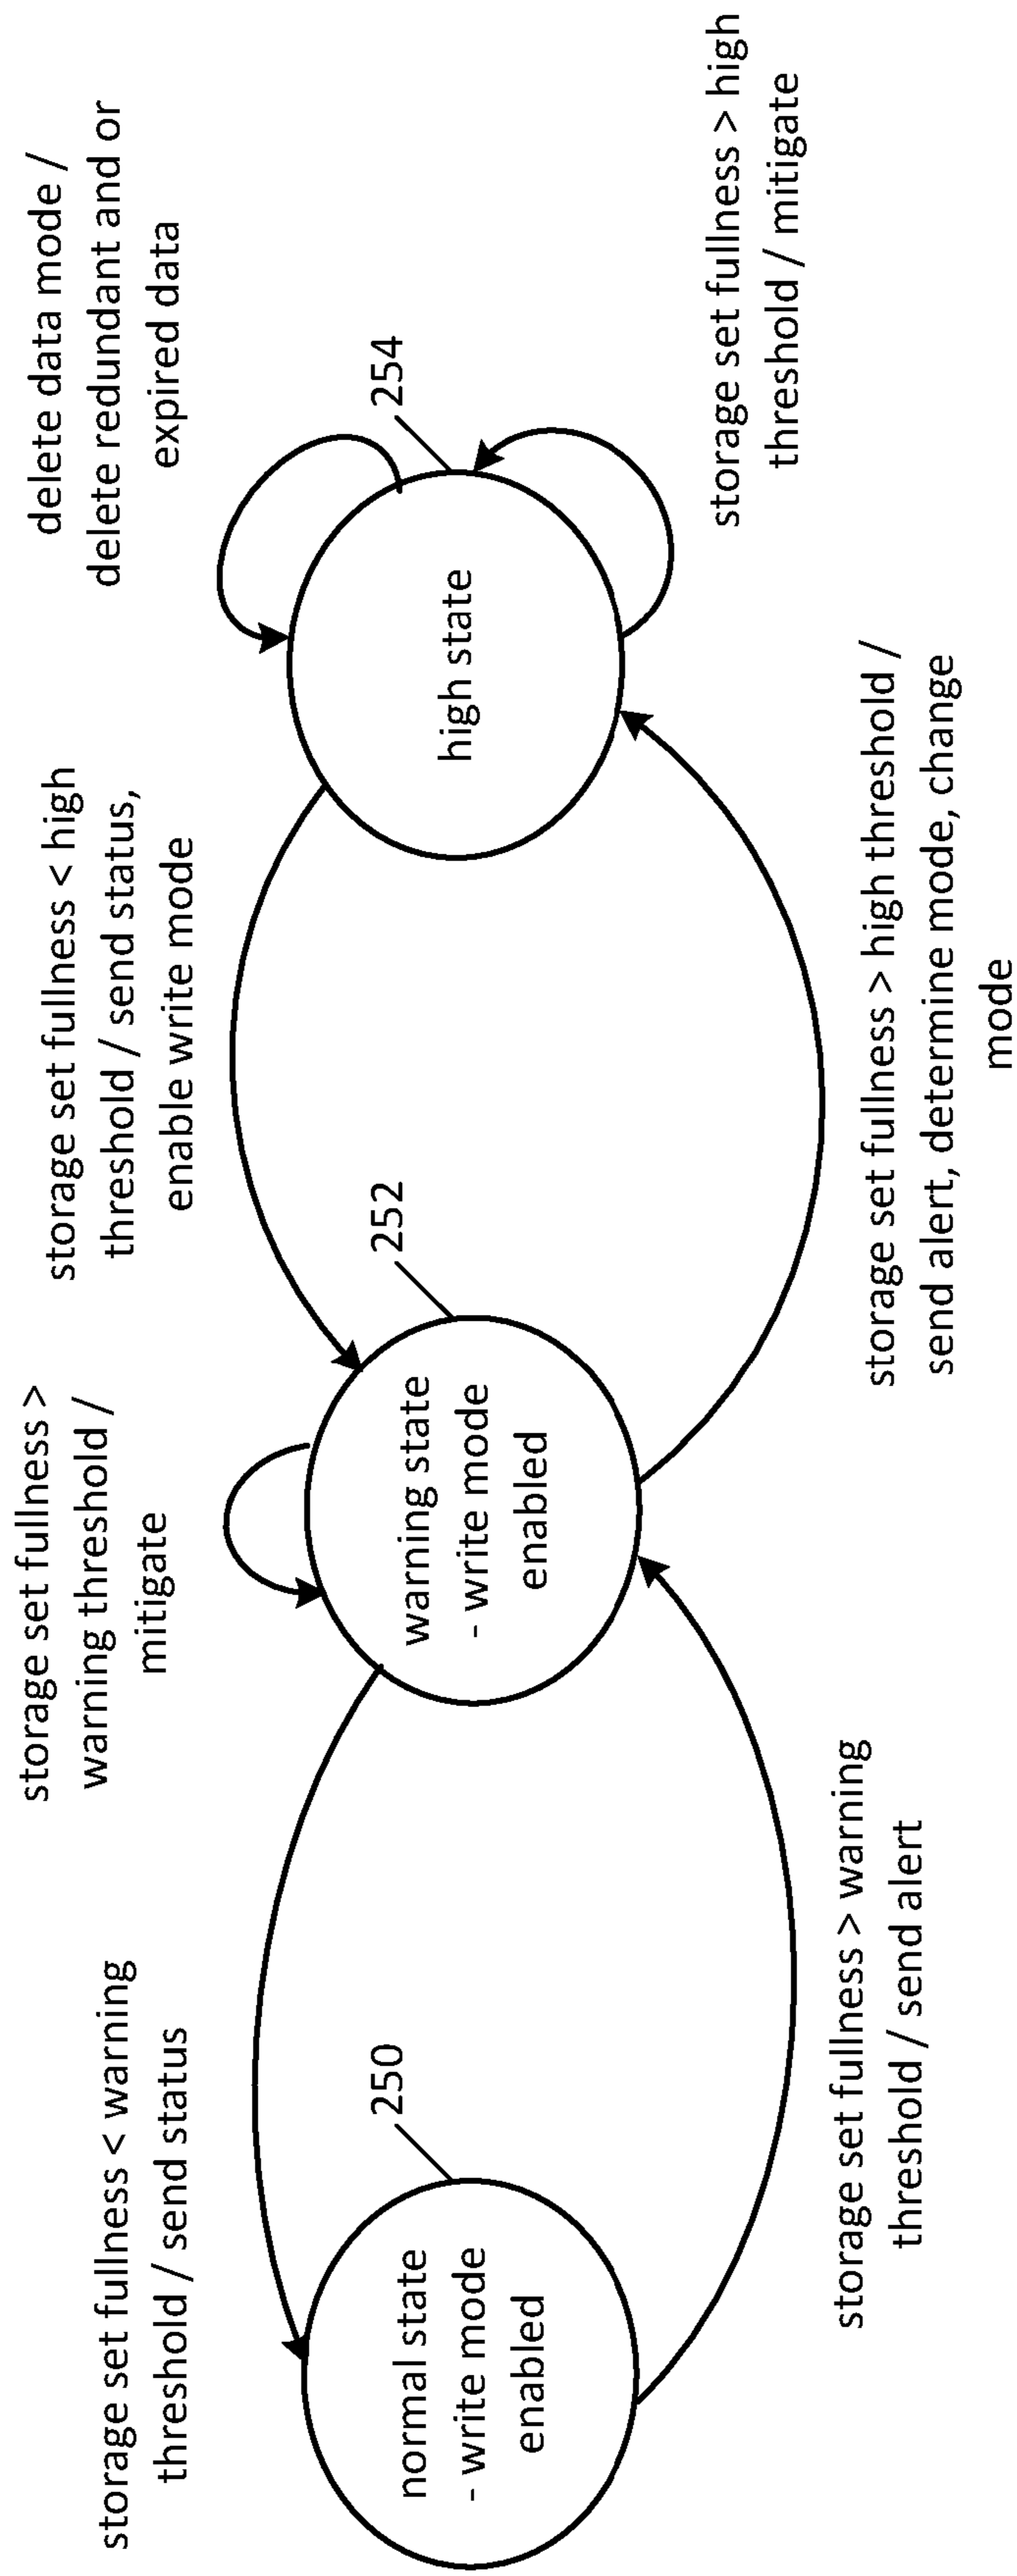 storage set fullness < warning
threshold / send status
storage set fullness >
warning threshold /
mitigate
storage set fullness < high
threshold / send status,
enable write mode
delete data mode /
delete redundant and or
expired data
250
normal state
- write mode
enabled
252
warning state
- write mode
enabled
254
high state
storage set fullness > warning
threshold / send alert
storage set fullness > high threshold /
send alert, determine mode, change
mode
storage set fullness > high
threshold / mitigate